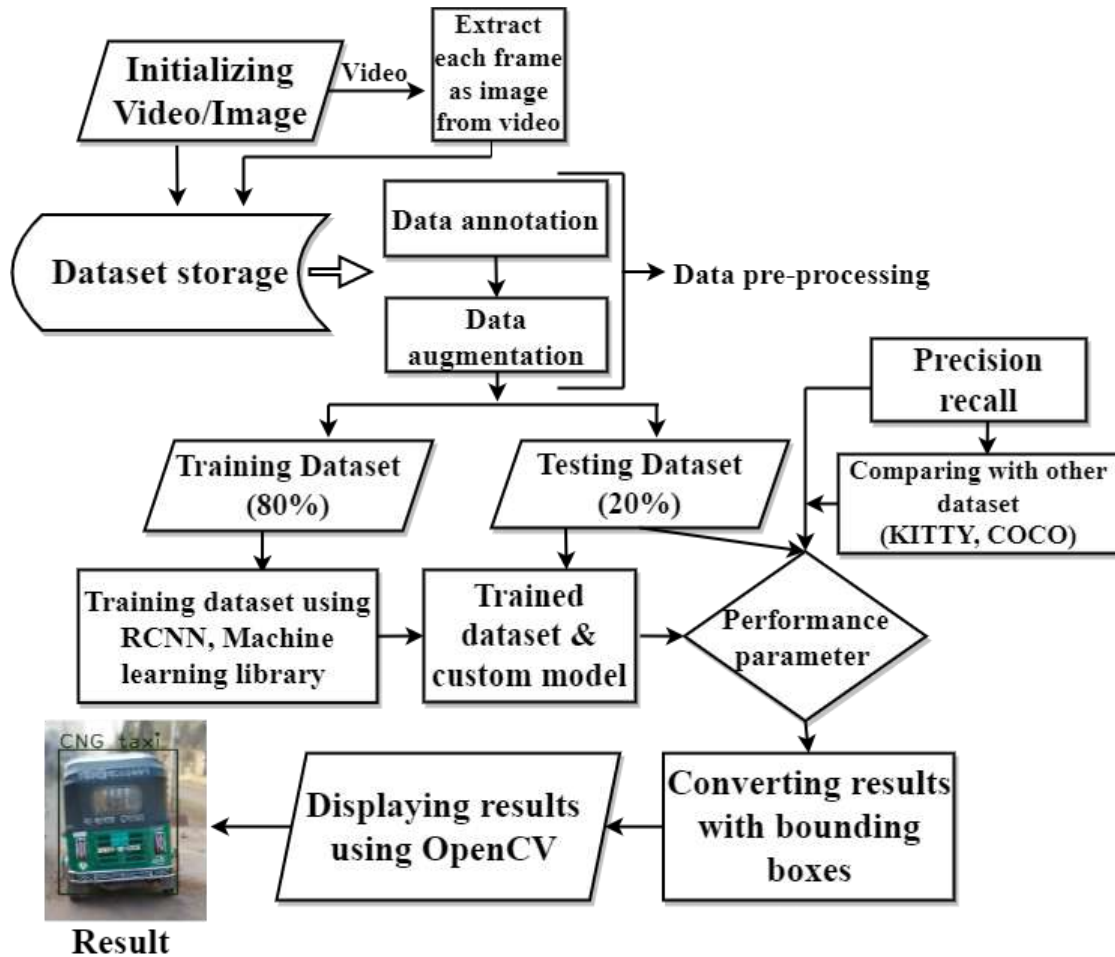 Initializing
Video/Image
Video
Extract
each frame
as image
from video
Dataset storage
Data annotation
Data
augmentation
Data pre-processing
Precision
recall
Training Dataset
(80%)
Testing Dataset
(20%)
Comparing with other
dataset
(KITTY, COCO)
Training dataset using
RCNN, Machine
learning library
Trained
dataset &
custom model
Performance
parameter
CNG taxi
Displaying results
using OpenCV
Converting results
with bounding
boxes
Result